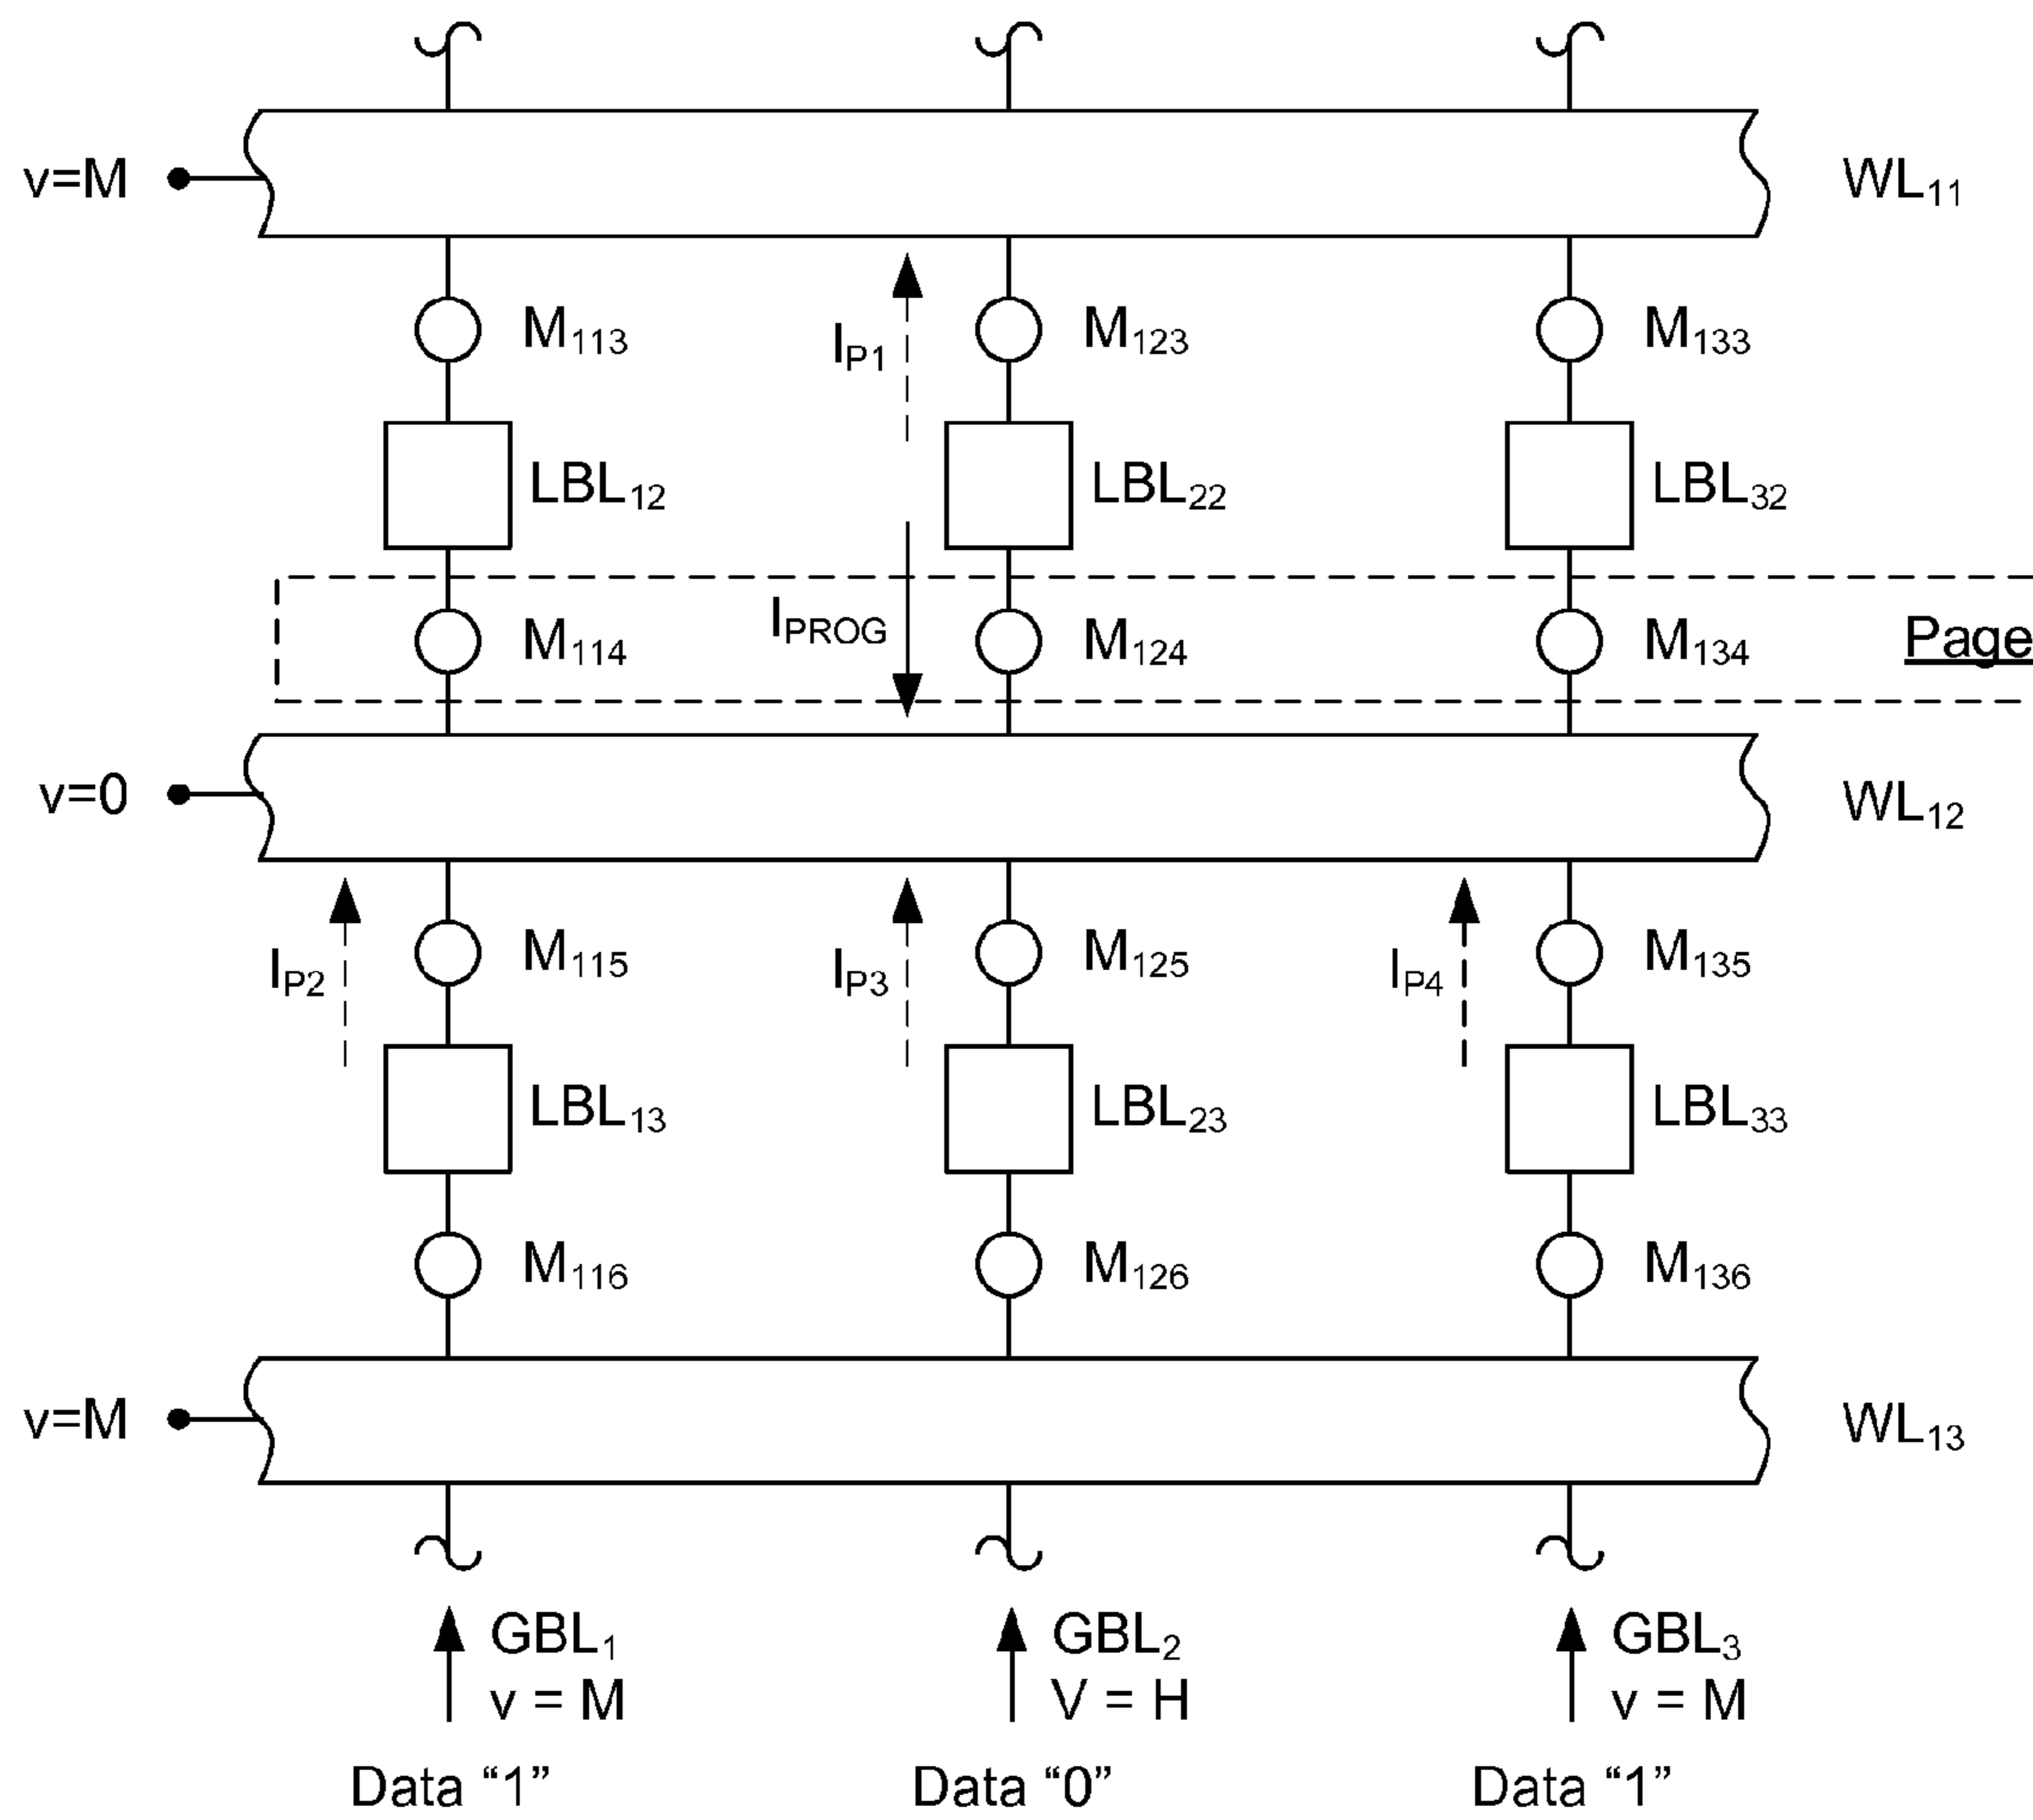 v=M WL11
M113 IP1 M123 M133
LBL12 LBL22 LBL32
M114 IPROG M124 M134 Page
v=0 WL12
IP2 M115 IP3 M125 IP4 M135
LBL13 LBL23 LBL33
M116 M126 M136
v=M WL13
GBL1 GBL2 GBL3
v = M V = H v = M
Data “1” Data “0” Data “1”